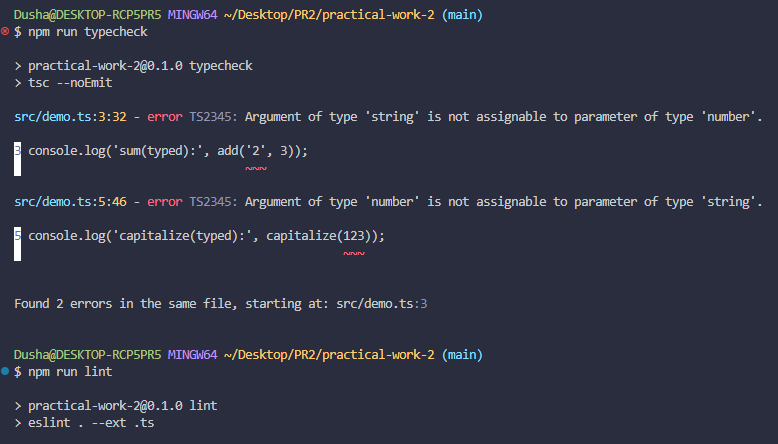 Dusha@DESKTOP-RCP5PR5 MINGW64 ~/Desktop/PR2/practical-work-2 (main)
$ npm run typecheck
> practical-work-2@0.1.0 typecheck
> tsc --noEmit
src/demo.ts:3:32 - error TS2345: Argument of type 'string' is not assignable to parameter of type 'number'.
3 console.log('sum(typed):', add('2', 3));
~~~
src/demo.ts:5:46 - error TS2345: Argument of type 'number' is not assignable to parameter of type 'string'.
5 console.log('capitalize(typed):', capitalize(123));
~~~
Found 2 errors in the same file, starting at: src/demo.ts:3
Dusha@DESKTOP-RCP5PR5 MINGW64 ~/Desktop/PR2/practical-work-2 (main)
$ npm run lint
> practical-work-2@0.1.0 lint
> eslint . --ext .ts